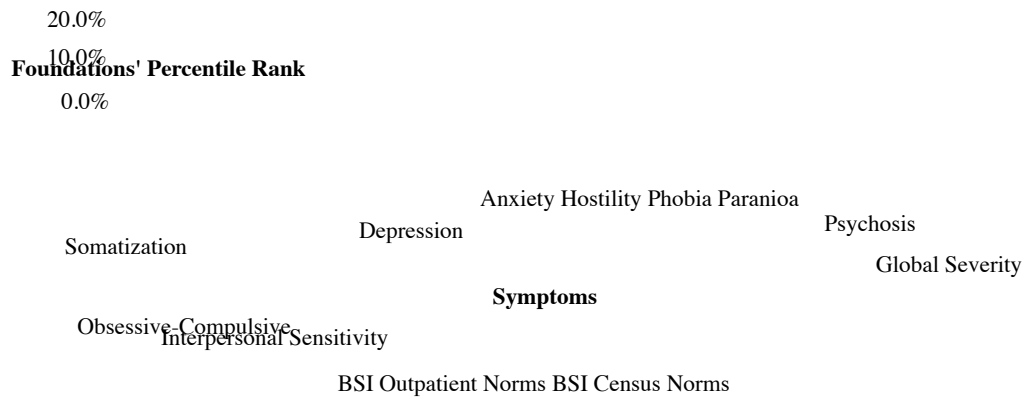 20.0%
10.0%
Foundations' Percentile Rank
0.0%
Anxiety Hostility Phobia Paranioa
Psychosis
Depression
Somatization
Global Severity
Symptoms
Obsessive-Compulsive
Interpersonal Sensitivity
BSI Outpatient Norms BSI Census Norms